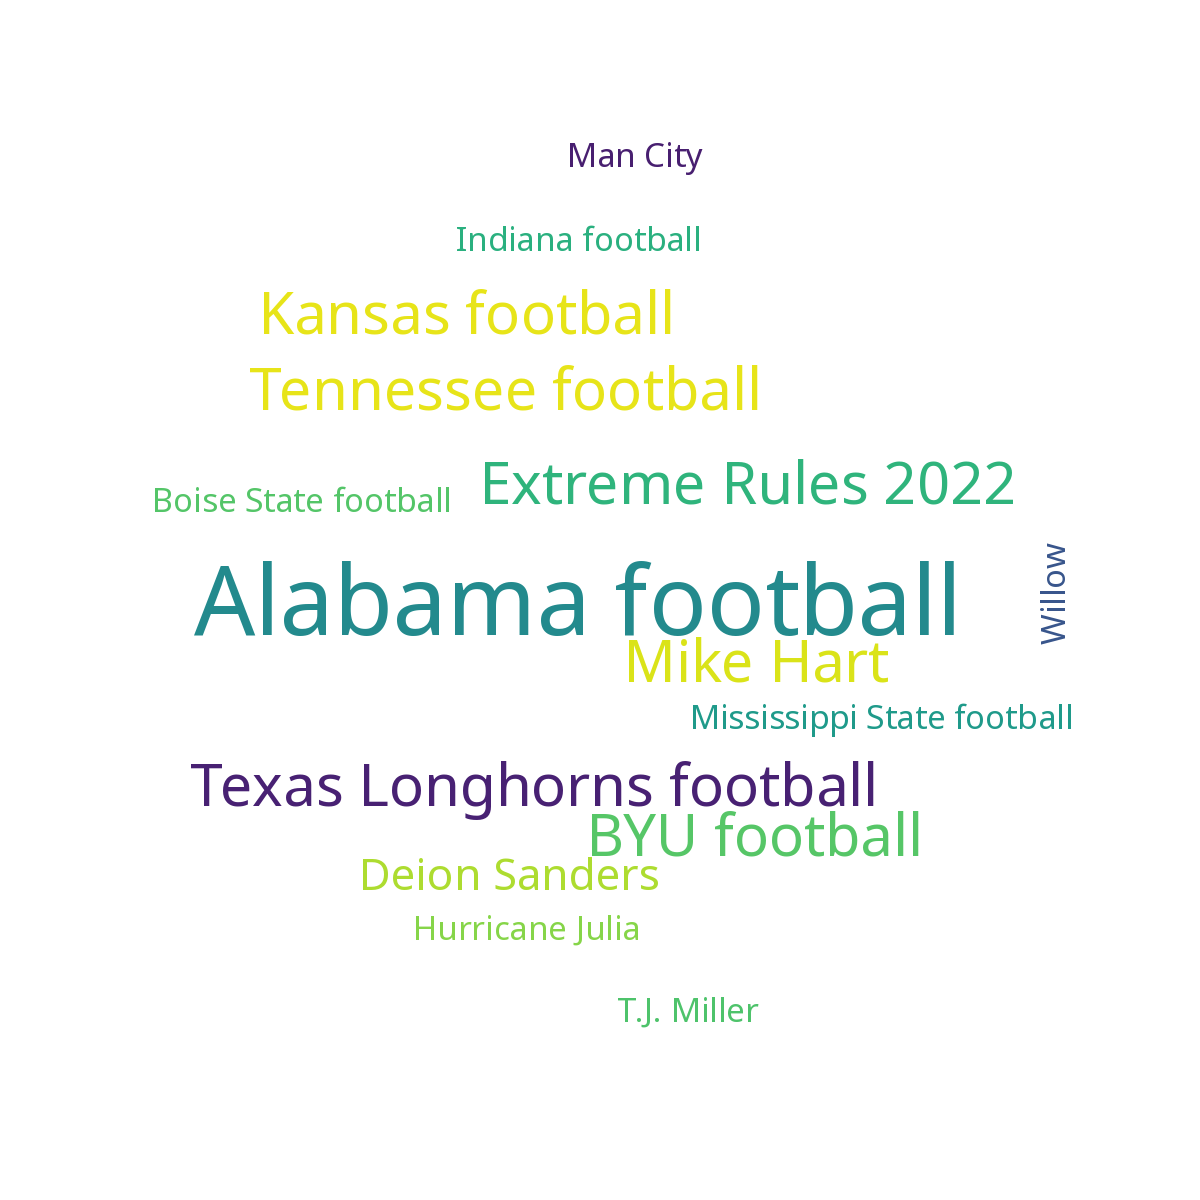 Man City
Indiana football
Kansas football
Tennessee football
Extreme Rules 2022
Boise State football
Alabama football
Willow
Mike Hart
Mississippi State football
Texas Longhorns football
BYU football
Deion Sanders
Hurricane Julia
T.J. Miller